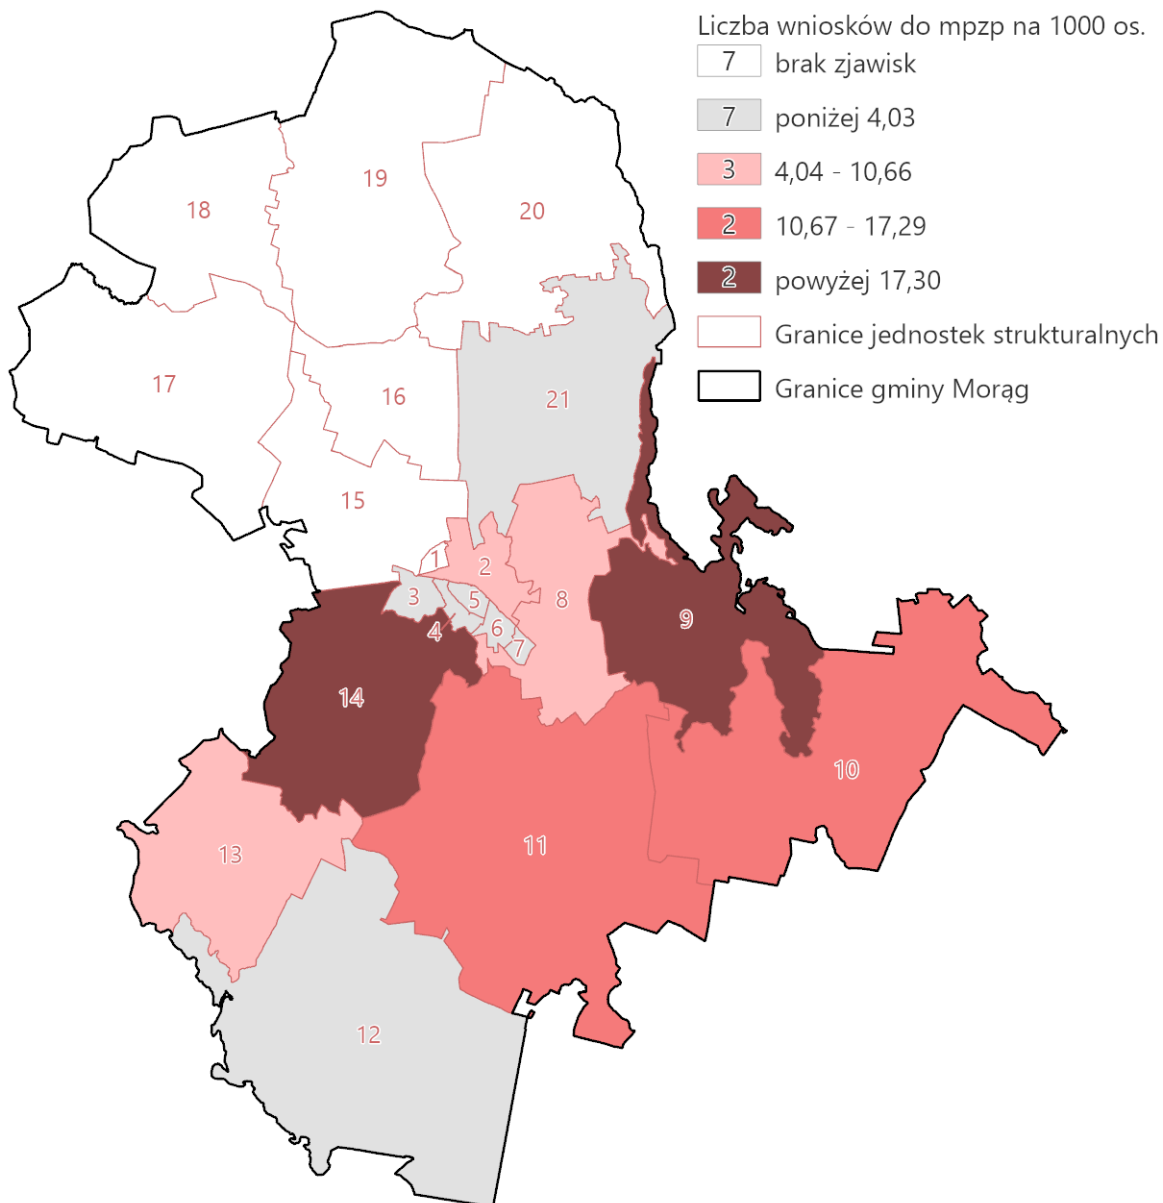 Liczba wniosków do mpzp na 1000 os.
7 brak zjawisk
7 poniżej 4,03
3 4,04 - 10,66
2 10,67 - 17,29
2 powyżej 17,30
Granice jednostek strukturalnych
Granice gminy Morąg
19
18
20
17
16
21
15
1
2
3
5
8
4
6
7
9
14
10
11
13
12